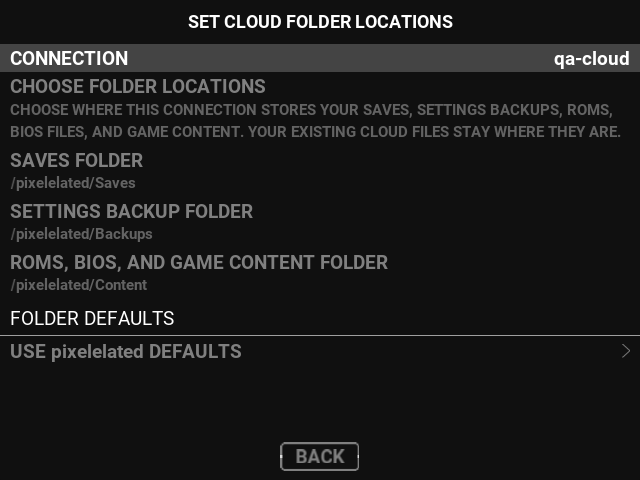 SET CLOUD FOLDER LOCATIONS
CONNECTION qa-cloud
CHOOSE FOLDER LOCATIONS
CHOOSE WHERE THIS CONNECTION STORES YOUR SAVES, SETTINGS BACKUPS, ROMS,
BIOS FILES, AND GAME CONTENT. YOUR EXISTING CLOUD FILES STAY WHERE THEY ARE.
SAVES FOLDER
/pixelelated/Saves
SETTINGS BACKUP FOLDER
/pixelelated/Backups
ROMS, BIOS, AND GAME CONTENT FOLDER
/pixelelated/Content
FOLDER DEFAULTS
USE pixelelated DEFAULTS
BACK